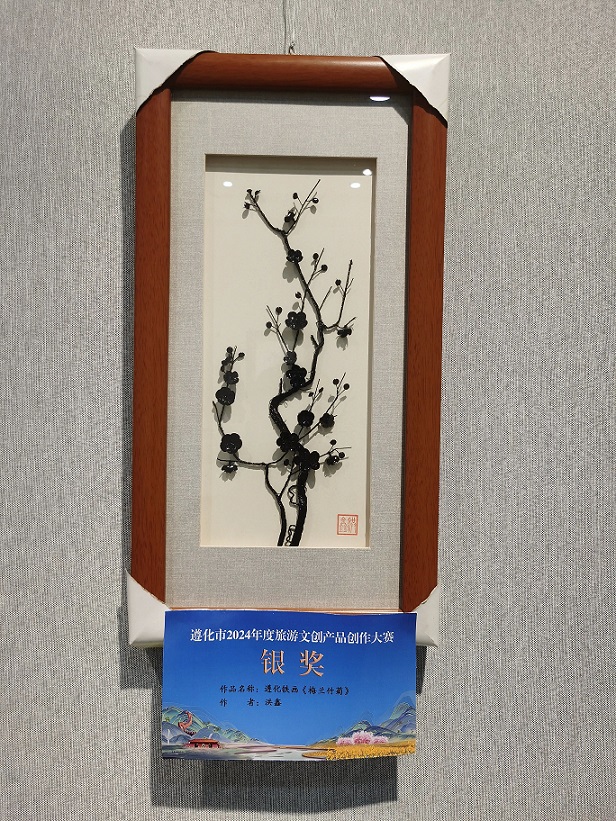 遵化市2024年度旅游文创产品创作大赛
银奖
作品名称：遵化铁画《梅兰竹菊》
作　　者：洪鑫